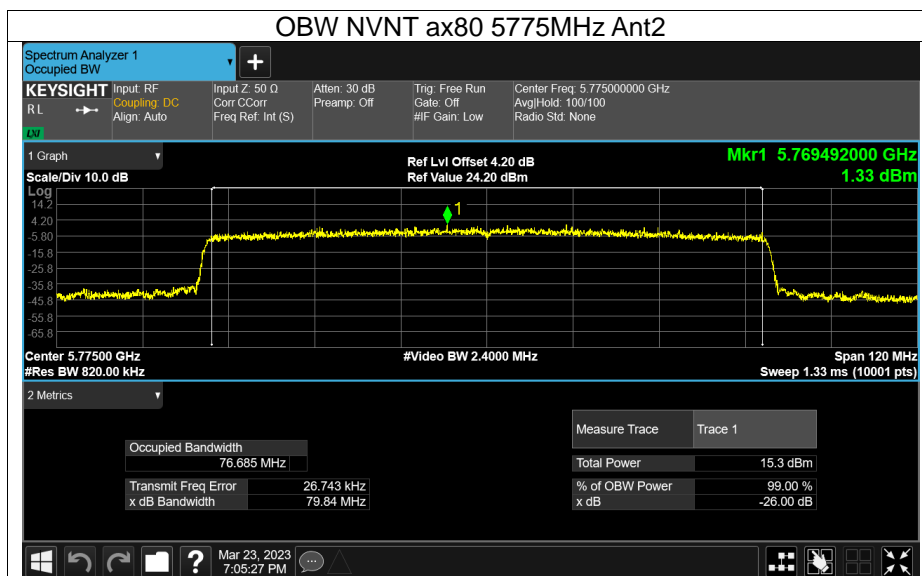 OBW NVNT ax80 5775MHz Ant2
Spectrum Analyzer 1
Occupied BW
KEYSIGHT
RL
LXI
Input: RF
Coupling: DC
Align: Auto
Input Z: 50 Ω
Corr CCorr
Freq Ref: Int (S)
Atten: 30 dB
Preamp: Off
Trig: Free Run
Gate: Off
#IF Gain: Low
Center Freq: 5.775000000 GHz
Avg|Hold: 100/100
Radio Std: None
1 Graph
Scale/Div 10.0 dB
Ref Lvl Offset 4.20 dB
Ref Value 24.20 dBm
Mkr1 5.769492000 GHz
1.33 dBm
Log
14.2
4.20
-5.80
-15.8
-25.8
-35.8
-45.8
-55.8
-65.8
1
Center 5.77500 GHz
#Res BW 820.00 kHz
#Video BW 2.4000 MHz
Span 120 MHz
Sweep 1.33 ms (10001 pts)
2 Metrics
Measure Trace Trace 1
Occupied Bandwidth
76.685 MHz
Total Power 15.3 dBm
Transmit Freq Error 26.743 kHz
% of OBW Power 99.00 %
x dB Bandwidth 79.84 MHz
x dB -26.00 dB
?
Mar 23, 2023
7:05:27 PM